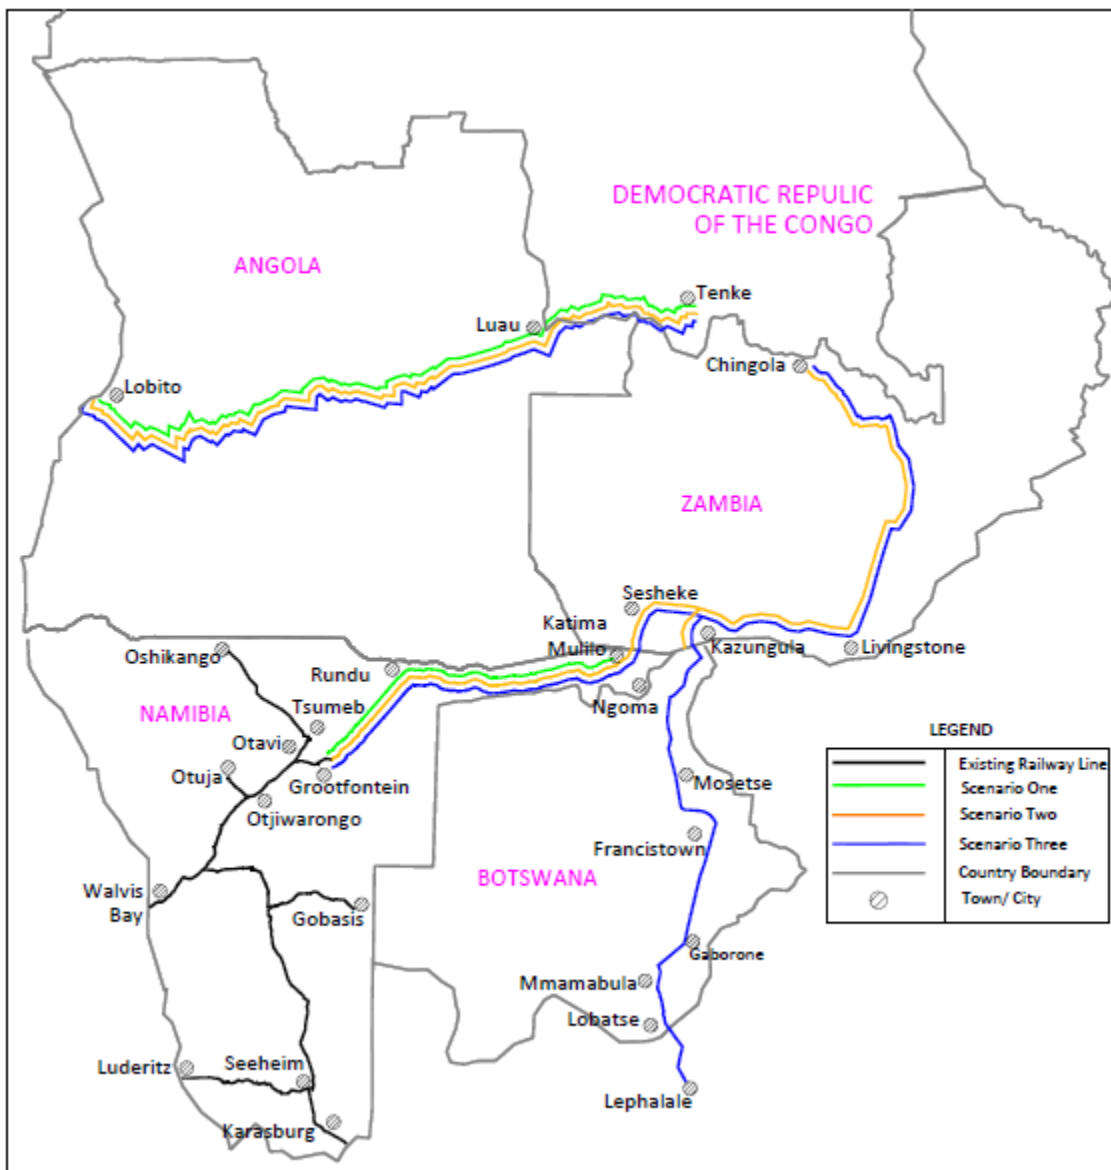 DEMOCRATIC REPULIC
OF THE CONGO
ANGOLA
Tenke
Luau
Chingola
Lobito
ZAMBIA
Sesheke
Katima
Mulilo
Oshikango
Rundu
Kazungula
Livingstone
Ngoma
Tsumeb
NAMIBIA
Otavi
Otuja
Grootfontein
Otjiwarongo
LEGEND
Existing Railway Line
Scenario One
Scenario Two
Scenario Three
Country Boundary
Town/ City
Mosetse
Francistown
BOTSWANA
Walvis
Bay
Gobasis
Gaborone
Mmamabula
Lobatse
Luderitz
Seeheim
Lephalale
Karasburg